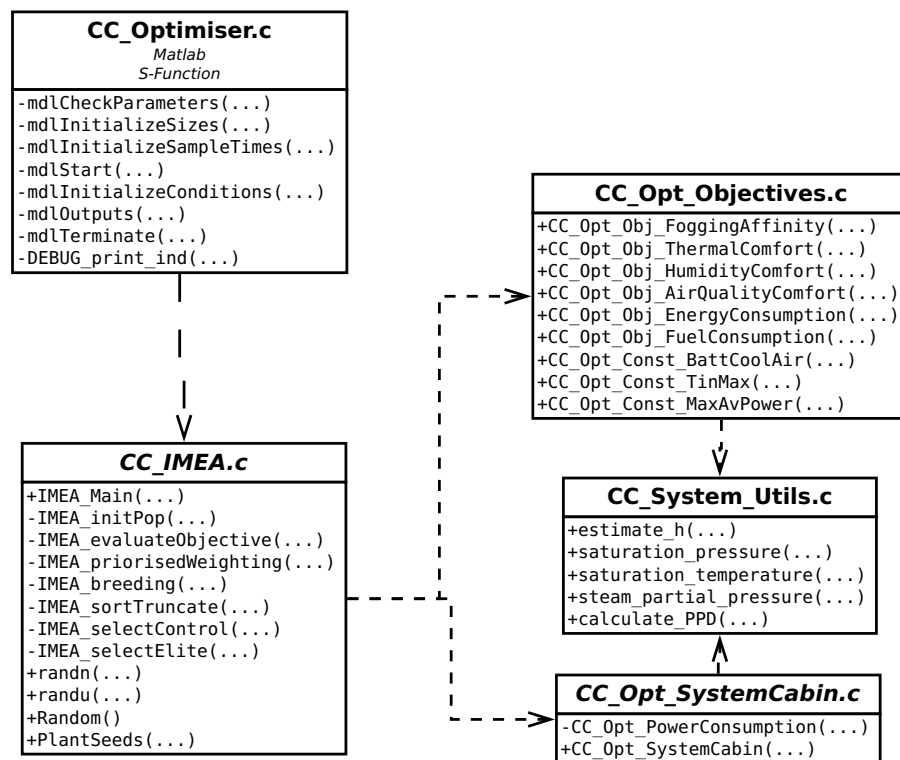 CC_Optimiser.c
Matlab
S-Function
-mdlCheckParameters(...)
-mdlInitializeSizes(...)
-mdlInitializeSampleTimes(...)
-mdlStart(...)
-mdlInitializeConditions(...)
-mdlOutputs(...)
-mdlTerminate(...)
-DEBUG_print_ind(...)
CC_Opt_Objectives.c
+CC_Opt_Obj_FoggingAffinity(...)
+CC_Opt_Obj_ThermalComfort(...)
+CC_Opt_Obj_HumidityComfort(...)
+CC_Opt_Obj_AirQualityComfort(...)
+CC_Opt_Obj_EnergyConsumption(...)
+CC_Opt_Obj_FuelConsumption(...)
+CC_Opt_Const_BattCoolAir(...)
+CC_Opt_Const_TinMax(...)
+CC_Opt_Const_MaxAvPower(...)
CC_IMEA.c
+IMEA_Main(...)
-IMEA_initPop(...)
-IMEA_evaluateObjective(...)
-IMEA_priorisedWeighting(...)
-IMEA_breeding(...)
-IMEA_sortTruncate(...)
-IMEA_selectControl(...)
-IMEA_selectElite(...)
+randn(...)
+randu(...)
+Random()
+PlantSeeds(...)
CC_System_Utils.c
+estimate_h(...)
+saturation_pressure(...)
+saturation_temperature(...)
+steam_partial_pressure(...)
+calculate_PPD(...)
CC_Opt_SystemCabin.c
-CC_Opt_PowerConsumption(...)
+CC_Opt_SystemCabin(...)